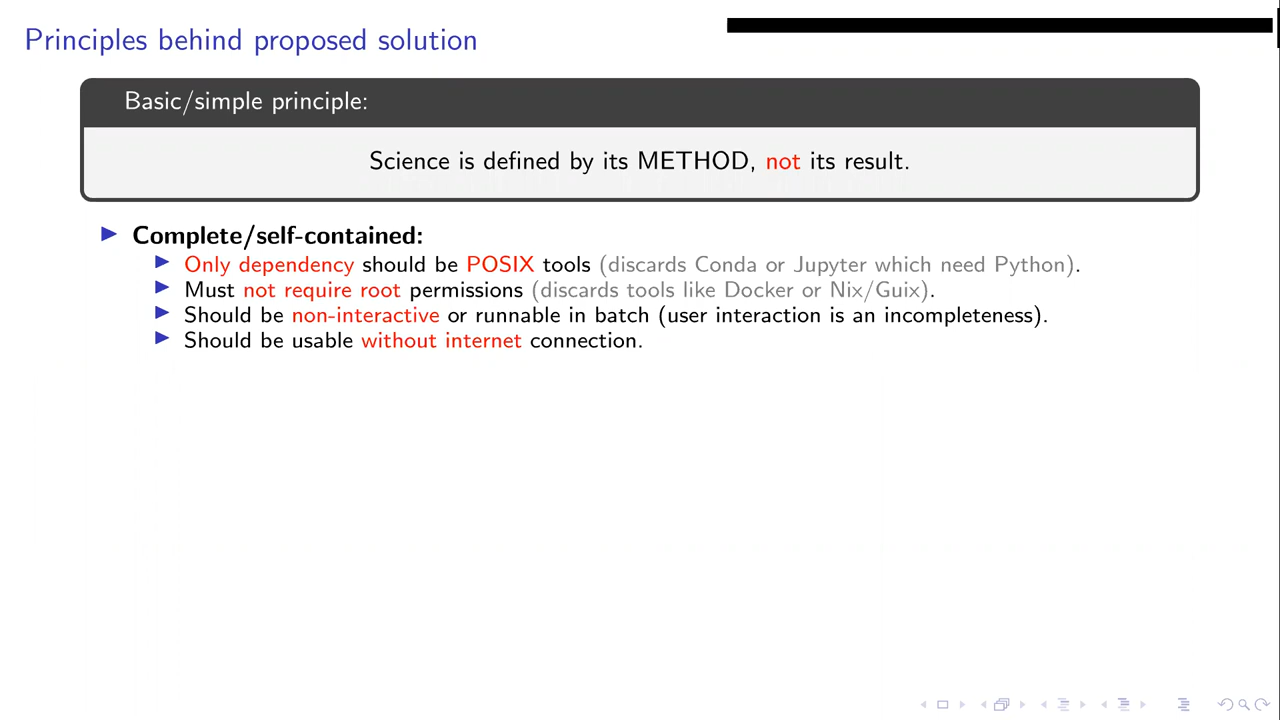 Principles behind proposed solution
Basic/simple principle:
Science is defined by its METHOD, not its result.
Complete/self-contained:
Only dependency should be POSIX tools (discards Conda or Jupyter which need Python).
Must not require root permissions (discards tools like Docker or Nix/Guix).
Should be non-interactive or runnable in batch (user interaction is an incompleteness).
Should be usable without internet connection.